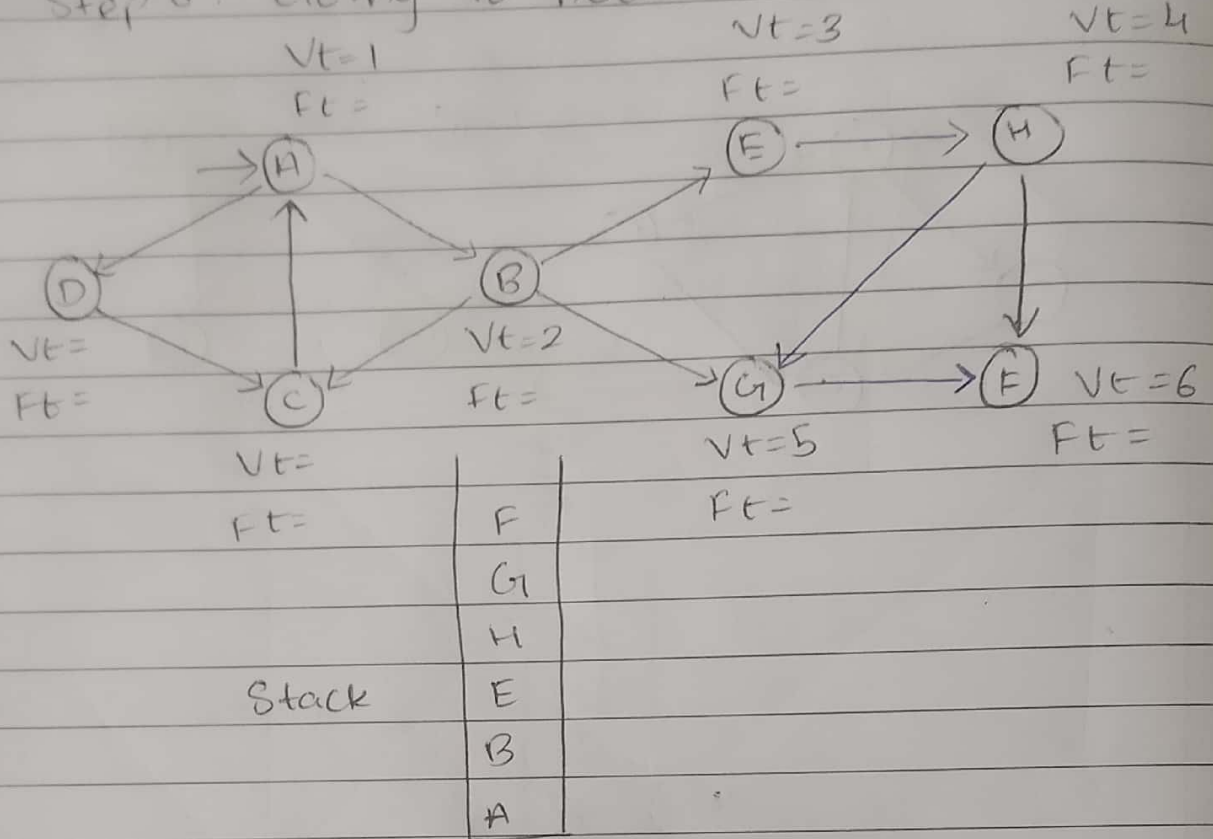 Step
Vt=1
Ft=
Vt=3
Ft=
Vt=4
Ft=
A
E
H
D
B
Vt=
Ft=
Vt=2
Ft=
C
G
F
Vt=6
Ft=
Vt=
Ft=
Vt=5
Ft=
F
G
H
Stack E
B
A